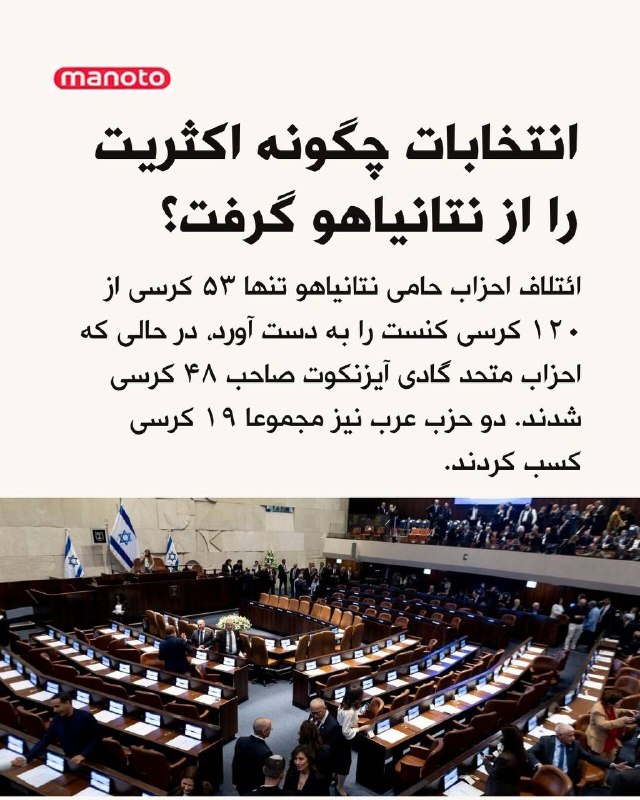 manoto
انتخابات چگونه اکثریت
را از نتانیاهو گرفت؟
ائتلاف احزاب حامی نتانیاهو تنها ۵۳ کرسی از
۱۲۰ کرسی کنست را به دست آورد، در حالی که
احزاب متحد گادی آیزنکوت صاحب ۴۸ کرسی
شدند. دو حزب عرب نیز مجموعا ۱۹ کرسی
کسب کردند.